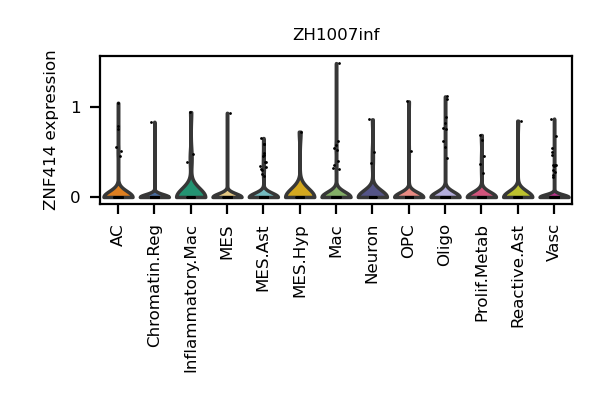 ZH1007inf
ZNF414 expression
1
0
AC
Chromatin.Reg
Inflammatory.Mac
MES
MES.Ast
MES.Hyp
Mac
Neuron
OPC
Oligo
Prolif.Metab
Reactive.Ast
Vasc